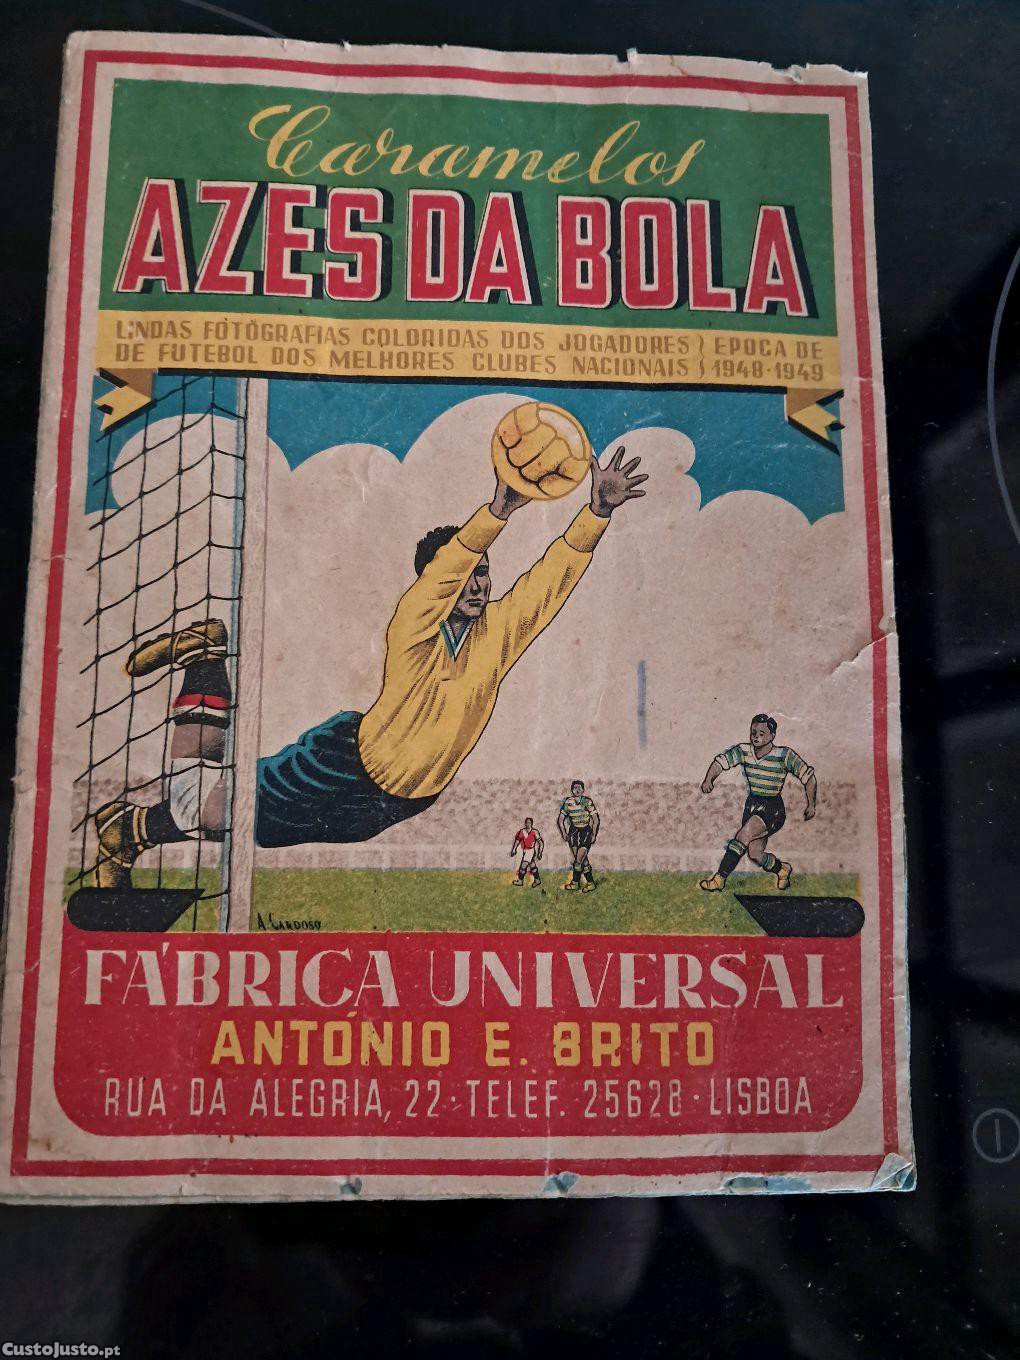 Caramelos
AZES DA BOLA
LINDAS FOTÓGRAFIAS COLORIDAS DOS JOGADORES } EPOCA DE
DE FUTEBOL DOS MELHORES CLUBES NACIONAIS } 1948-1949
A. CARDOSO
FÁBRICA UNIVERSAL
ANTÓNIO E. BRITO
RUA DA ALEGRIA, 22 · TELEF. 25628 · LISBOA
CustoJusto.pt